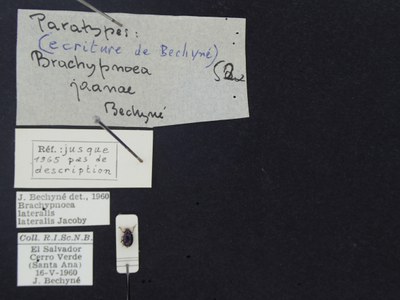 Paratypes:
(ecriture de Bechyné)
Brachypnoea
jaanae
Bechyné
Réf.: jusque
1965 pas de
description
J. Bechyné det., 1960
Brachypnoea
lateralis
lateralis Jacoby
Coll. R.I.Sc.N.B.
El Salvador
Cerro Verde
(Santa Ana)
16-V-1960
J. Bechyné